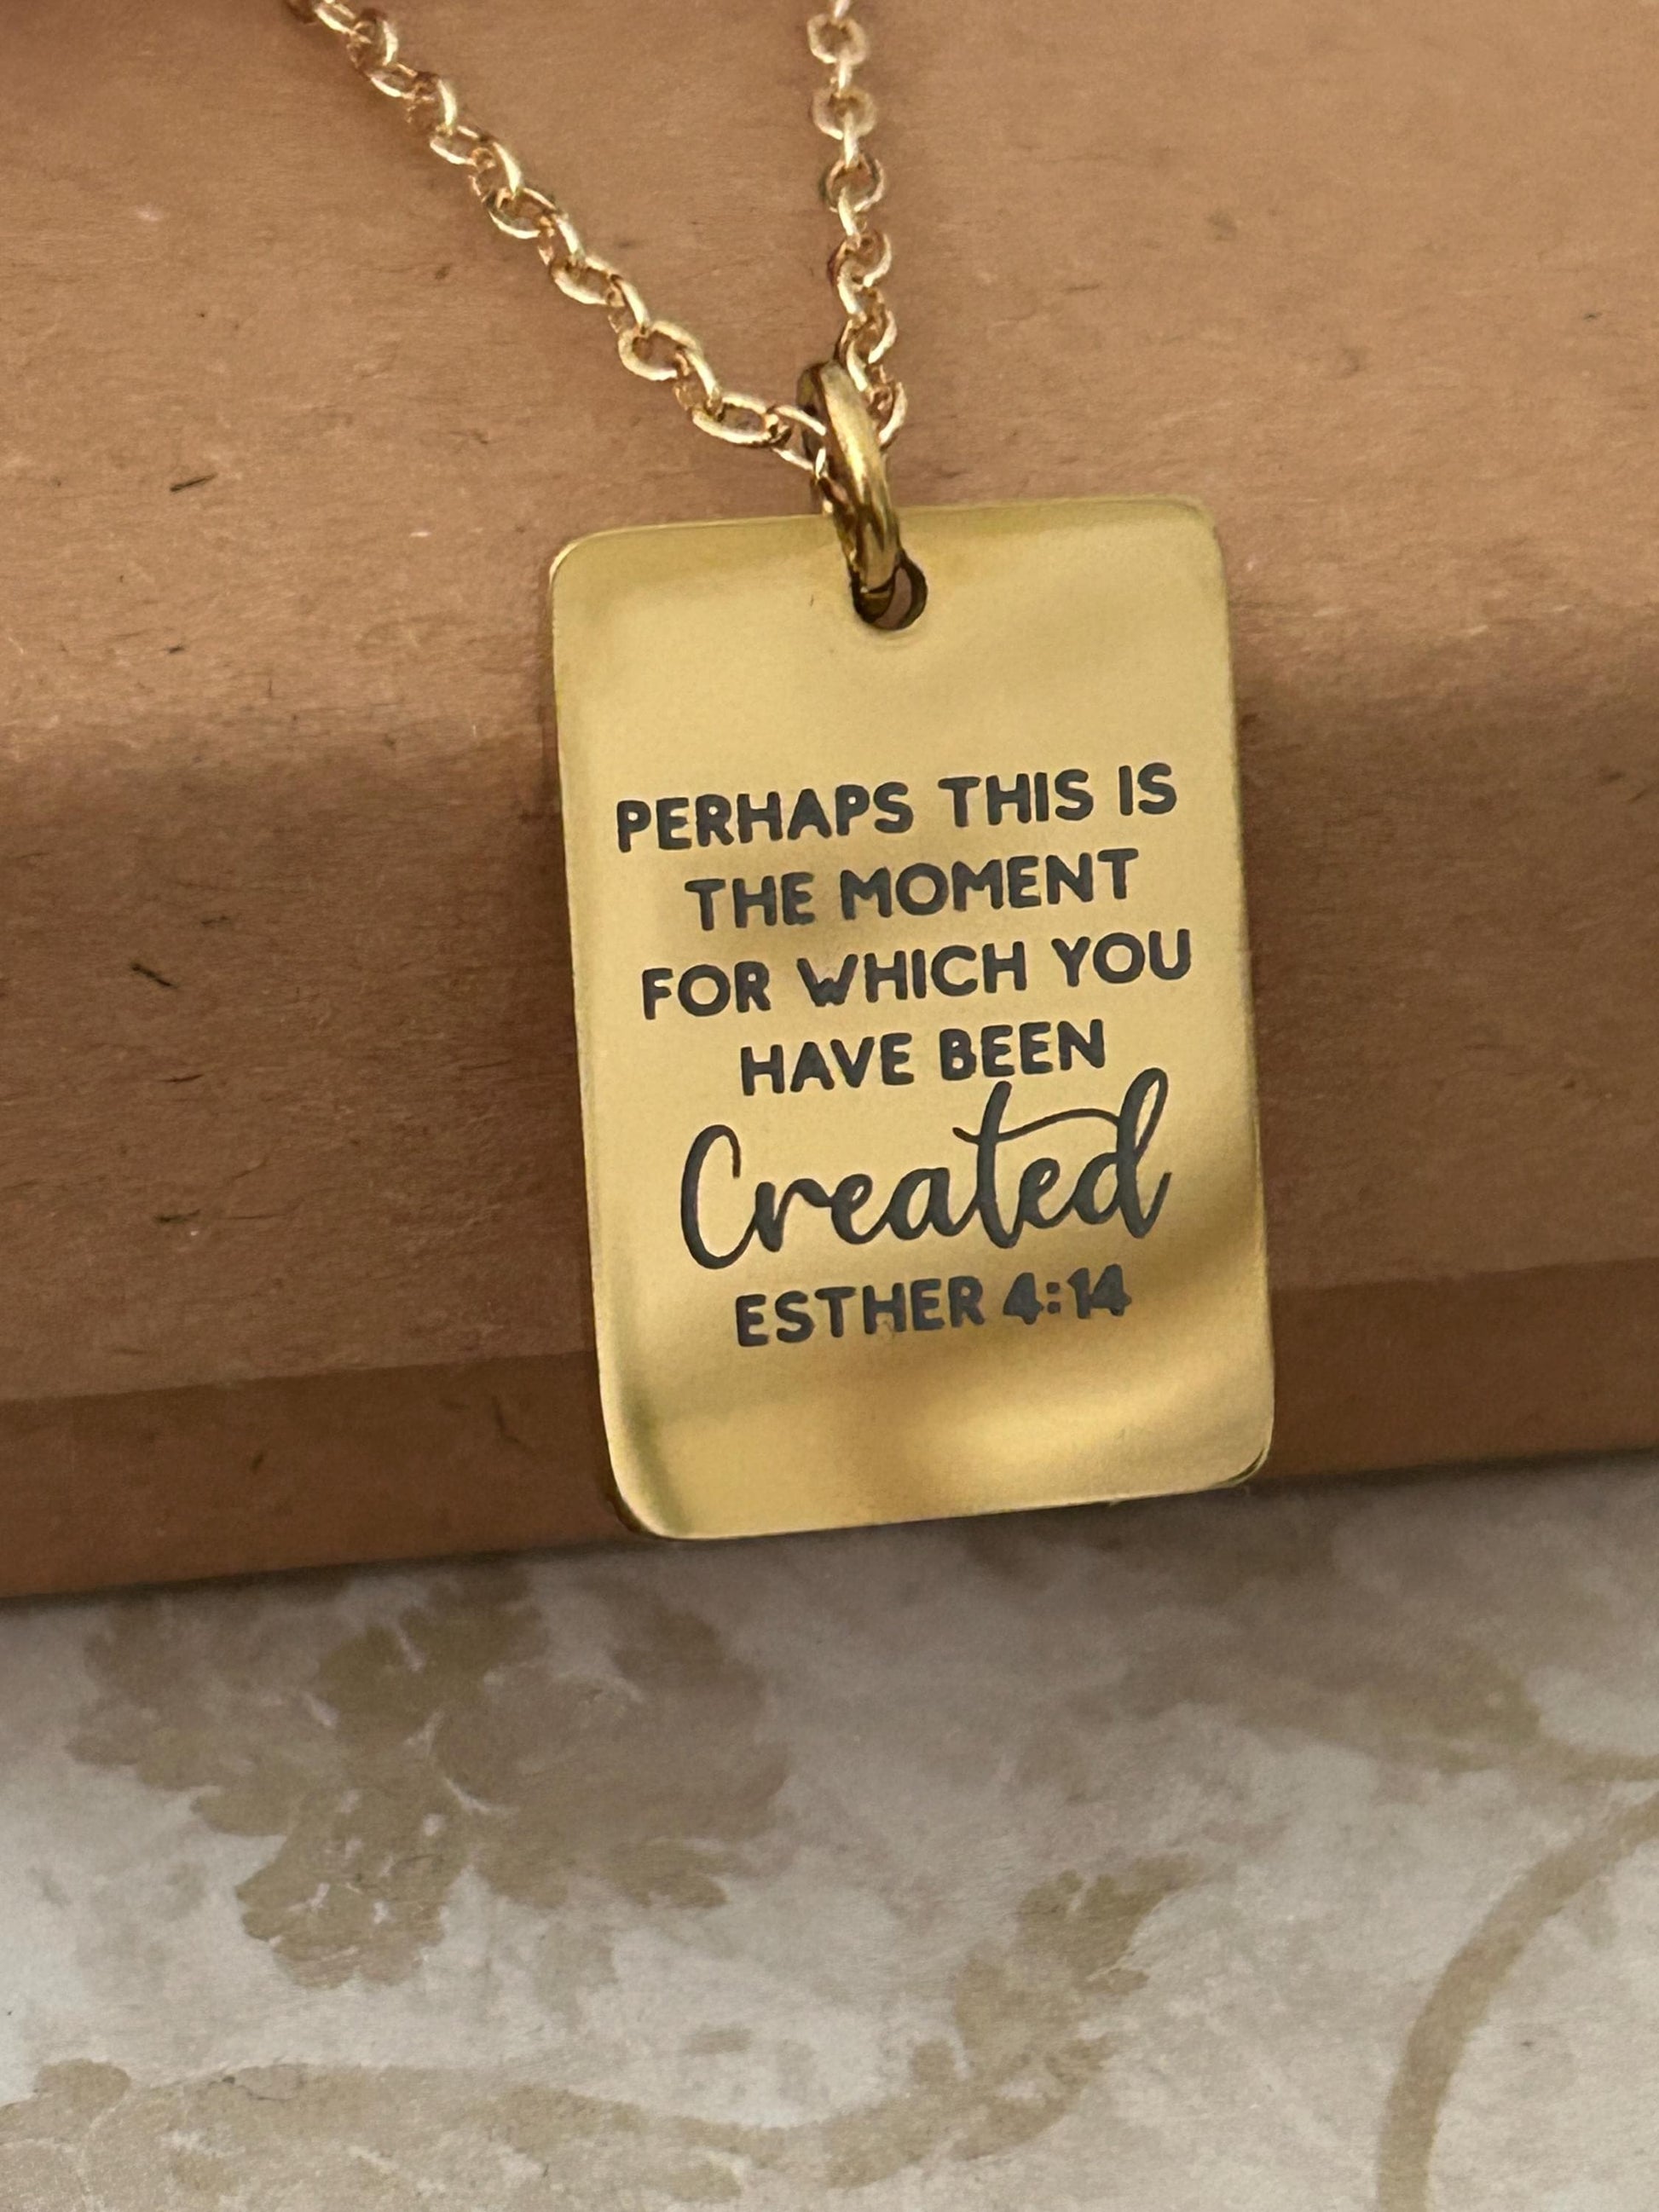 PERHAPS THIS IS
THE MOMENT
FOR WHICH YOU
HAVE BEEN
Created
ESTHER 4:14